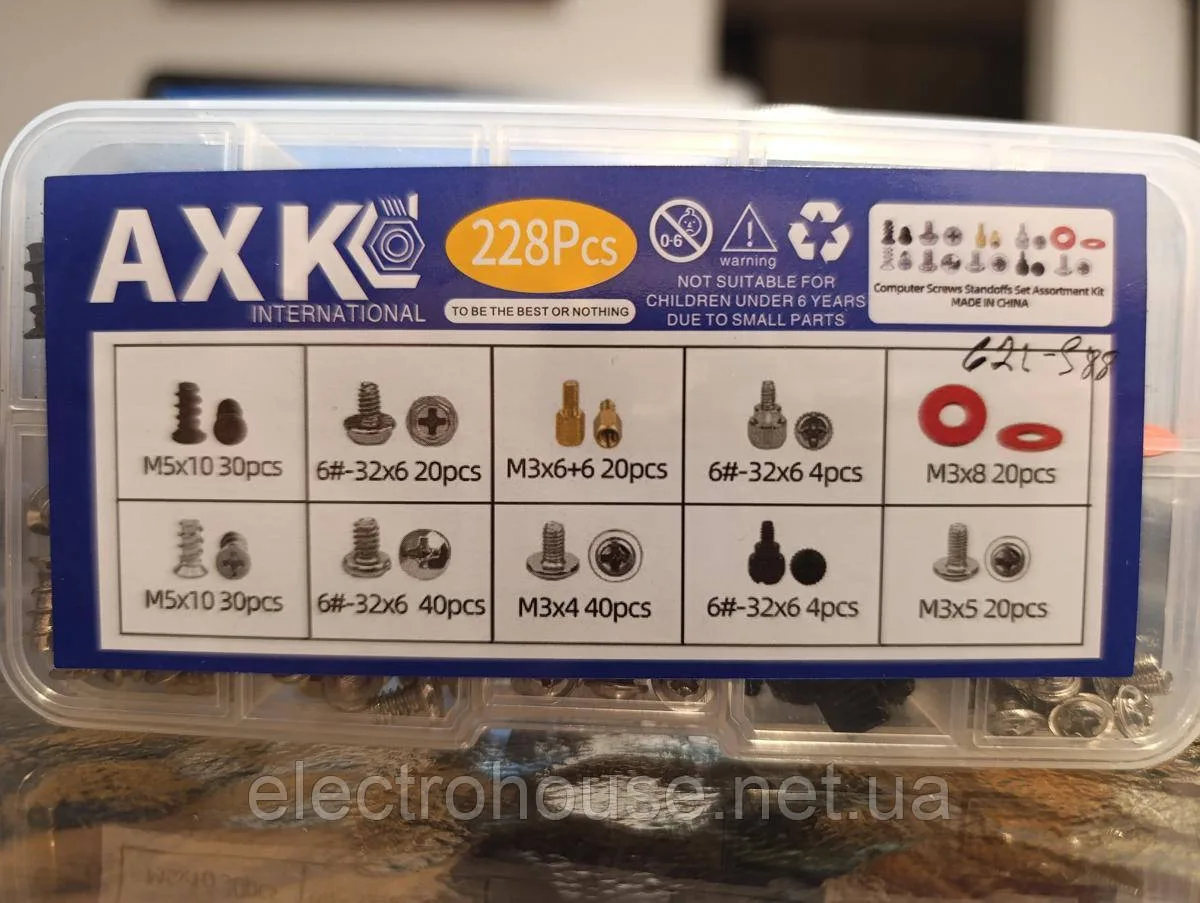 AXK
INTERNATIONAL
228Pcs
TO BE THE BEST OR NOTHING
0-6
warning
NOT SUITABLE FOR
CHILDREN UNDER 6 YEARS
DUE TO SMALL PARTS
Computer Screws Standoffs Set Assortment Kit
MADE IN CHINA
M5x10 30pcs
6#-32x6 20pcs
M3x6+6 20pcs
6#-32x6 4pcs
M3x8 20pcs
M5x10 30pcs
6#-32x6 40pcs
M3x4 40pcs
6#-32x6 4pcs
M3x5 20pcs
electrohouse.net.ua